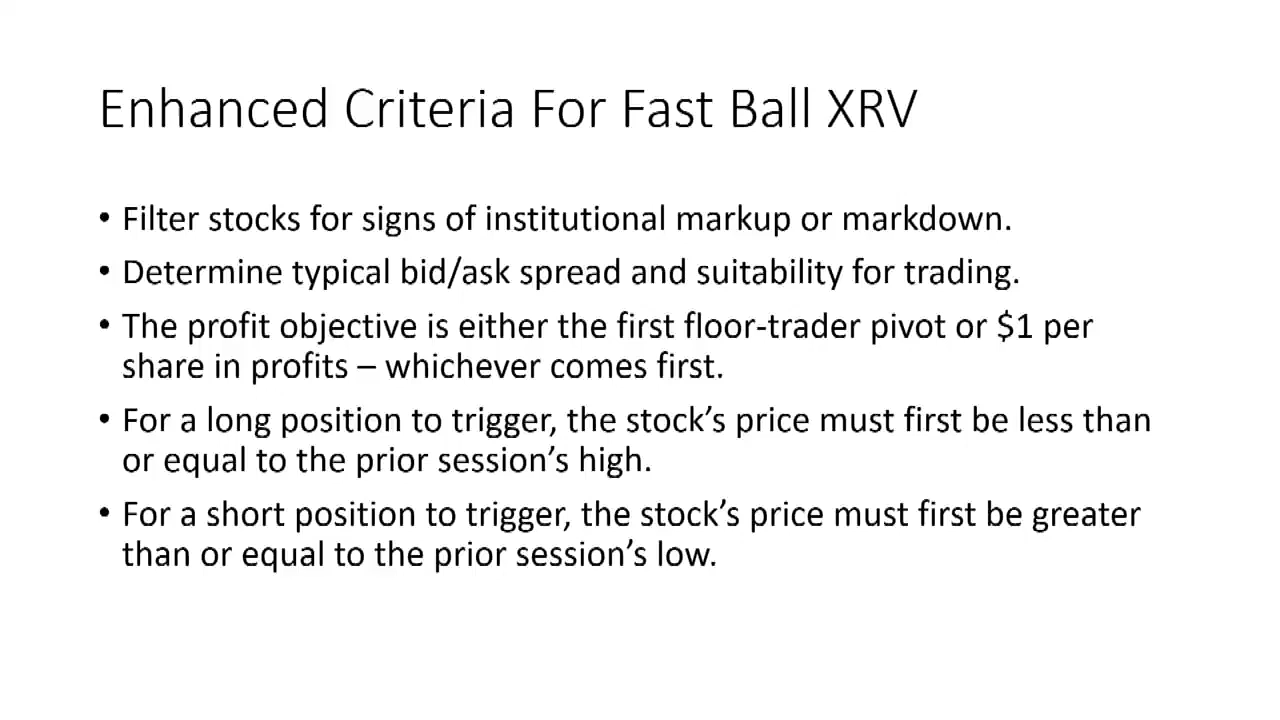 Enhanced Criteria For Fast Ball XRV
• Filter stocks for signs of institutional markup or markdown.
• Determine typical bid/ask spread and suitability for trading.
• The profit objective is either the first floor-trader pivot or $1 per
share in profits – whichever comes first.
• For a long position to trigger, the stock’s price must first be less than
or equal to the prior session’s high.
• For a short position to trigger, the stock’s price must first be greater
than or equal to the prior session’s low.